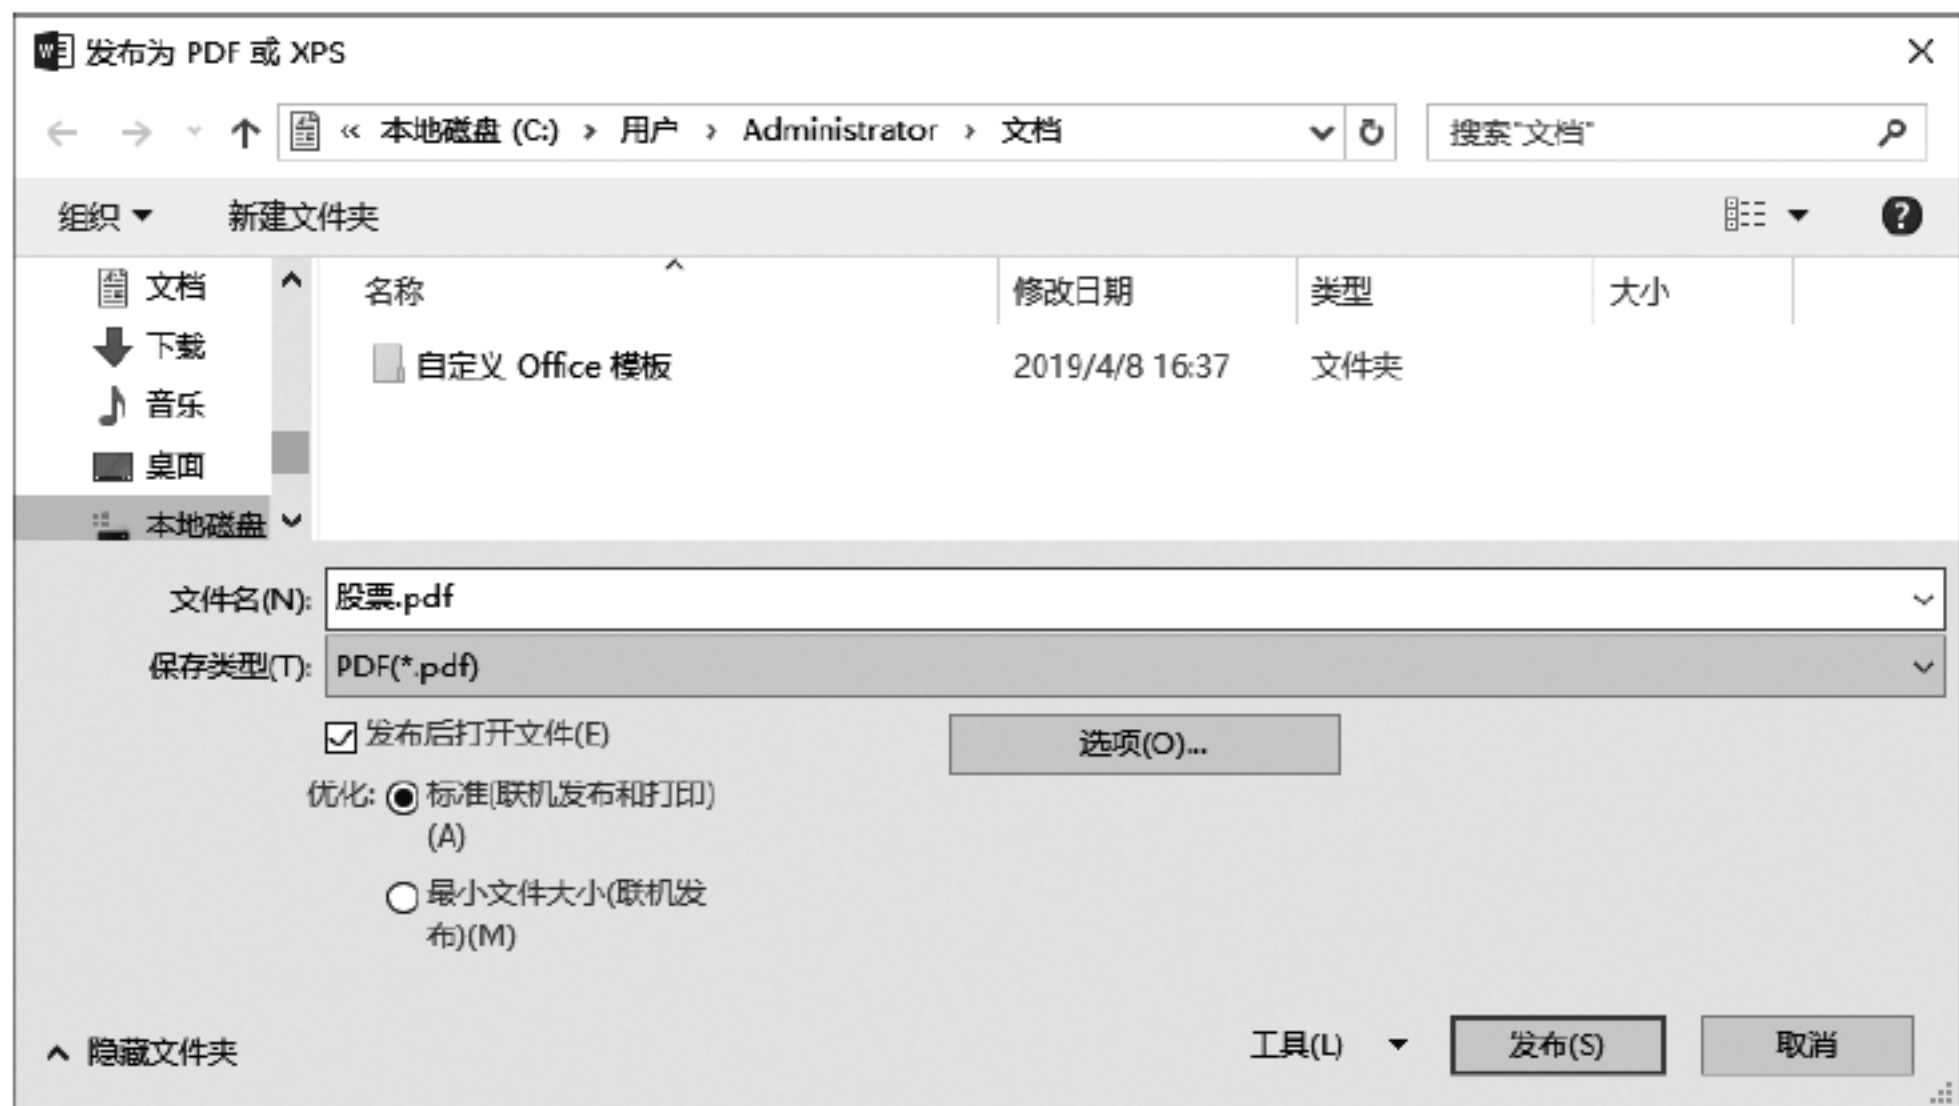 发布为 PDF 或 XPS
« 本地磁盘 (C:) › 用户 › Administrator › 文档
搜索"文档"
组织
新建文件夹
名称 修改日期 类型 大小
文档
下载
音乐
桌面
本地磁盘
自定义 Office 模板 2019/4/8 16:37 文件夹
文件名(N): 股票.pdf
保存类型(T): PDF(*.pdf)
发布后打开文件(E)
选项(O)...
优化: 标准(联机发布和打印)
(A)
最小文件大小(联机发
布)(M)
隐藏文件夹
工具(L) 发布(S) 取消